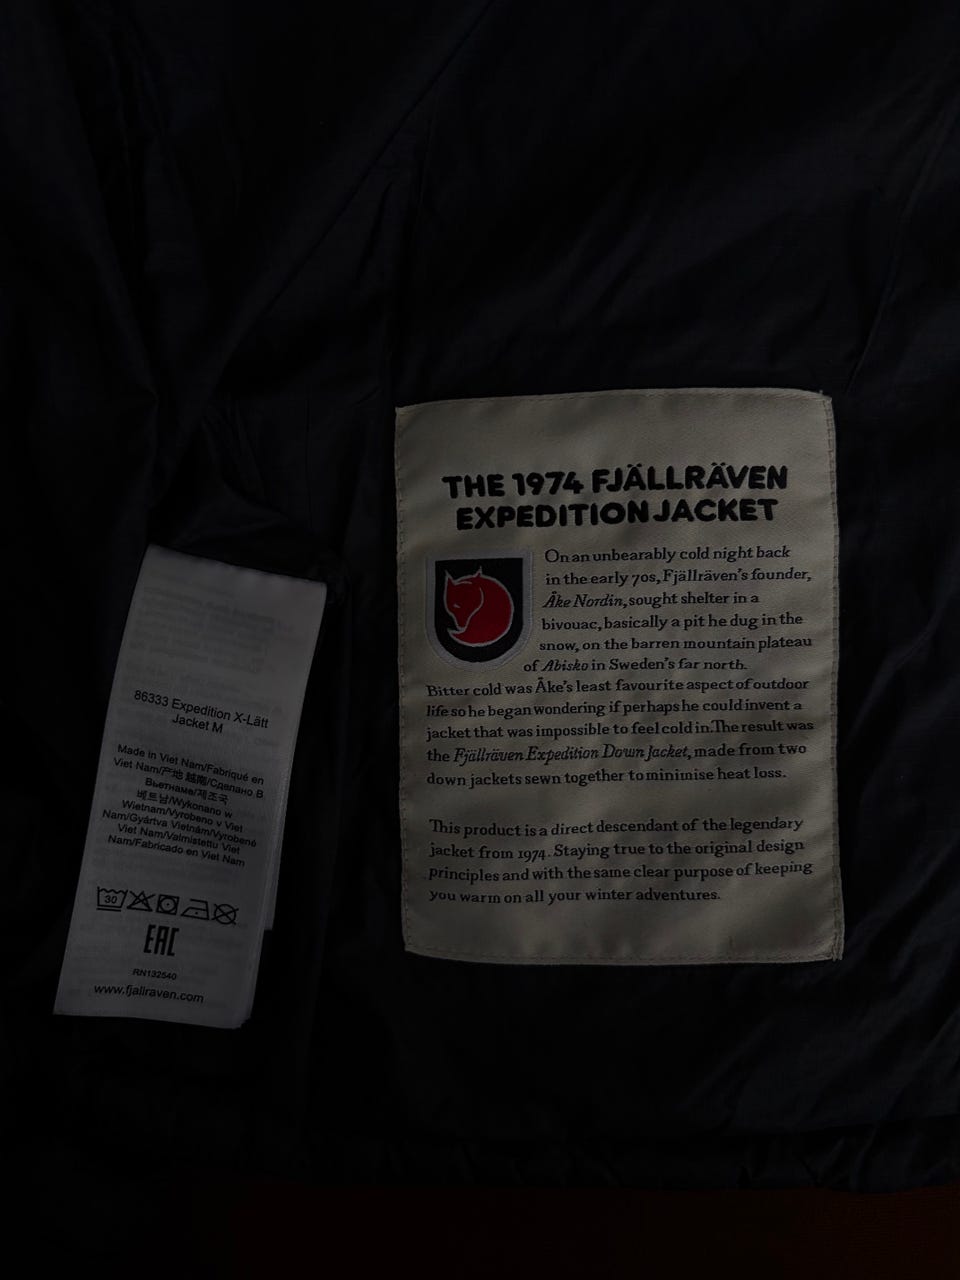 86333 Expedition X-Lätt
Jacket M
Made in Viet Nam/Fabriqué en
Viet Nam/产地 越南/Сделано В
Вьетнаме/제조국
베트남/Wykonano w
Wietnam/Vyrobeno v Viet
Nam/Gyártva Vietnám/Vyrobené
Viet Nam/Valmistettu Viet
Nam/Fabricado en Viet Nam
30
EAC
RN132540
www.fjallraven.com
THE 1974 FJÄLLRÄVEN
EXPEDITION JACKET
On an unbearably cold night back
in the early 70s, Fjällräven's founder,
Åke Nordin, sought shelter in a
bivouac, basically a pit he dug in the
snow, on the barren mountain plateau
of Abisko in Sweden's far north.
Bitter cold was Åke's least favourite aspect of outdoor
life so he began wondering if perhaps he could invent a
jacket that was impossible to feel cold in.The result was
the Fjällräven Expedition Down Jacket, made from two
down jackets sewn together to minimise heat loss.
This product is a direct descendant of the legendary
jacket from 1974. Staying true to the original design
principles and with the same clear purpose of keeping
you warm on all your winter adventures.